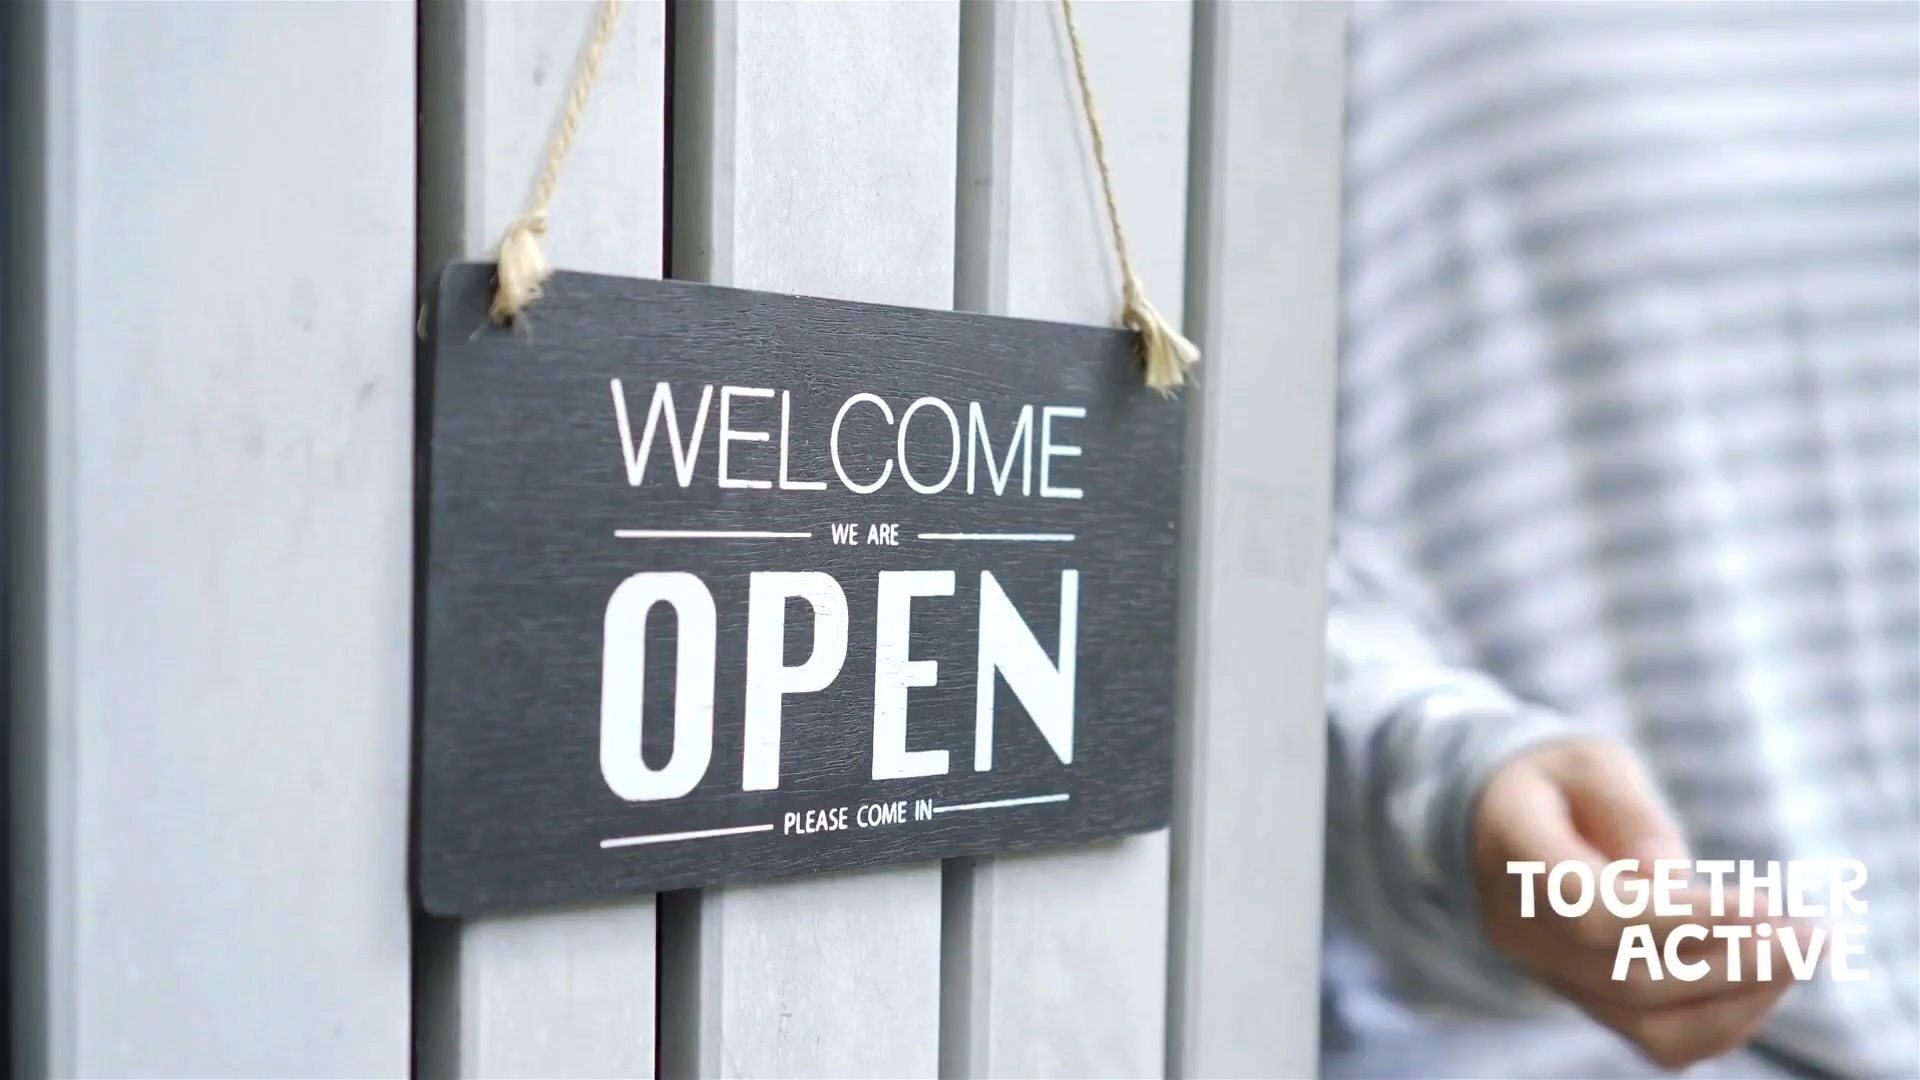 WELCOME
WE ARE
OPEN
PLEASE COME IN
TOGETHER
ACTiVE